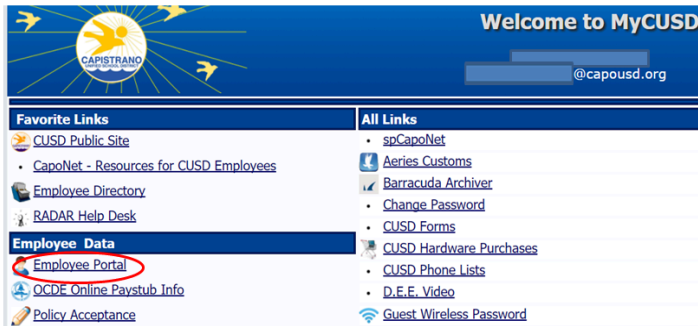 Welcome to MyCUSD
CAPISTRANO
UNIFIED SCHOOL DISTRICT
@capousd.org
Favorite Links
CUSD Public Site
CapoNet - Resources for CUSD Employees
Employee Directory
RADAR Help Desk
Employee Data
Employee Portal
OCDE Online Paystub Info
Policy Acceptance
All Links
spCapoNet
Aeries Customs
Barracuda Archiver
Change Password
CUSD Forms
CUSD Hardware Purchases
CUSD Phone Lists
D.E.E. Video
Guest Wireless Password